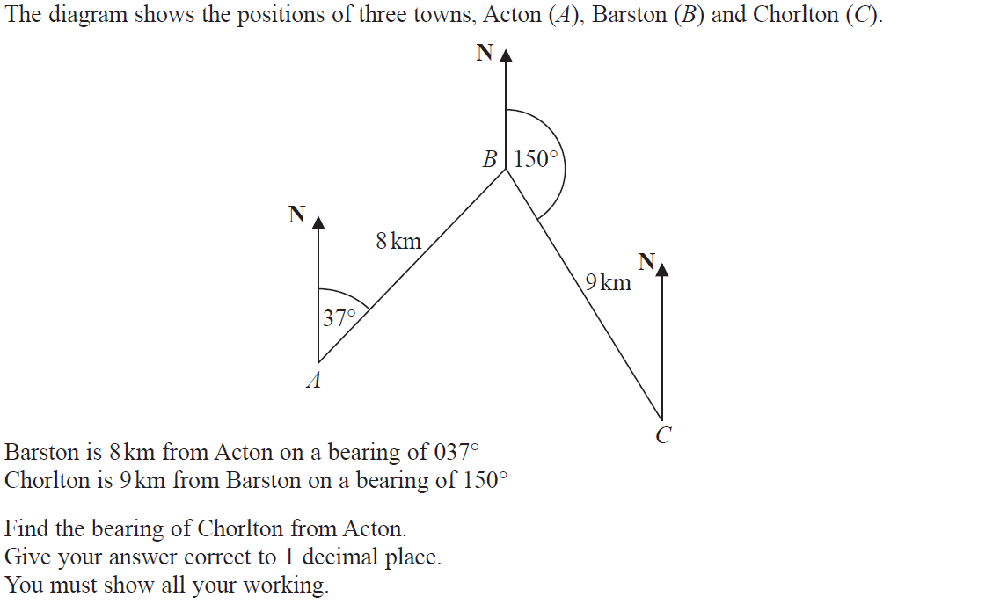 The diagram shows the positions of three towns, Acton (A), Barston (B) and Chorlton (C).
N
B 150°
N
8 km
N
9 km
37°
A
C
Barston is 8 km from Acton on a bearing of 037°
Chorlton is 9 km from Barston on a bearing of 150°
Find the bearing of Chorlton from Acton.
Give your answer correct to 1 decimal place.
You must show all your working.